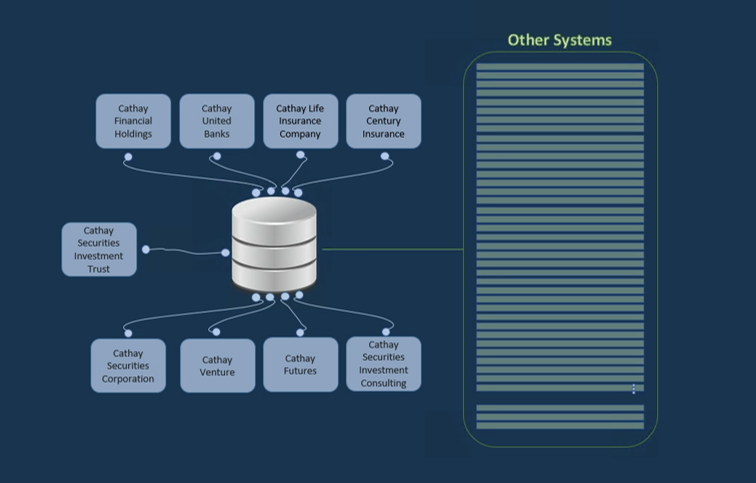 Other Systems
Cathay
Financial
Holdings
Cathay
United
Banks
Cathay Life
Insurance
Company
Cathay
Century
Insurance
Cathay
Securities
Investment
Trust
Cathay
Securities
Corporation
Cathay
Venture
Cathay
Futures
Cathay
Securities
Investment
Consulting